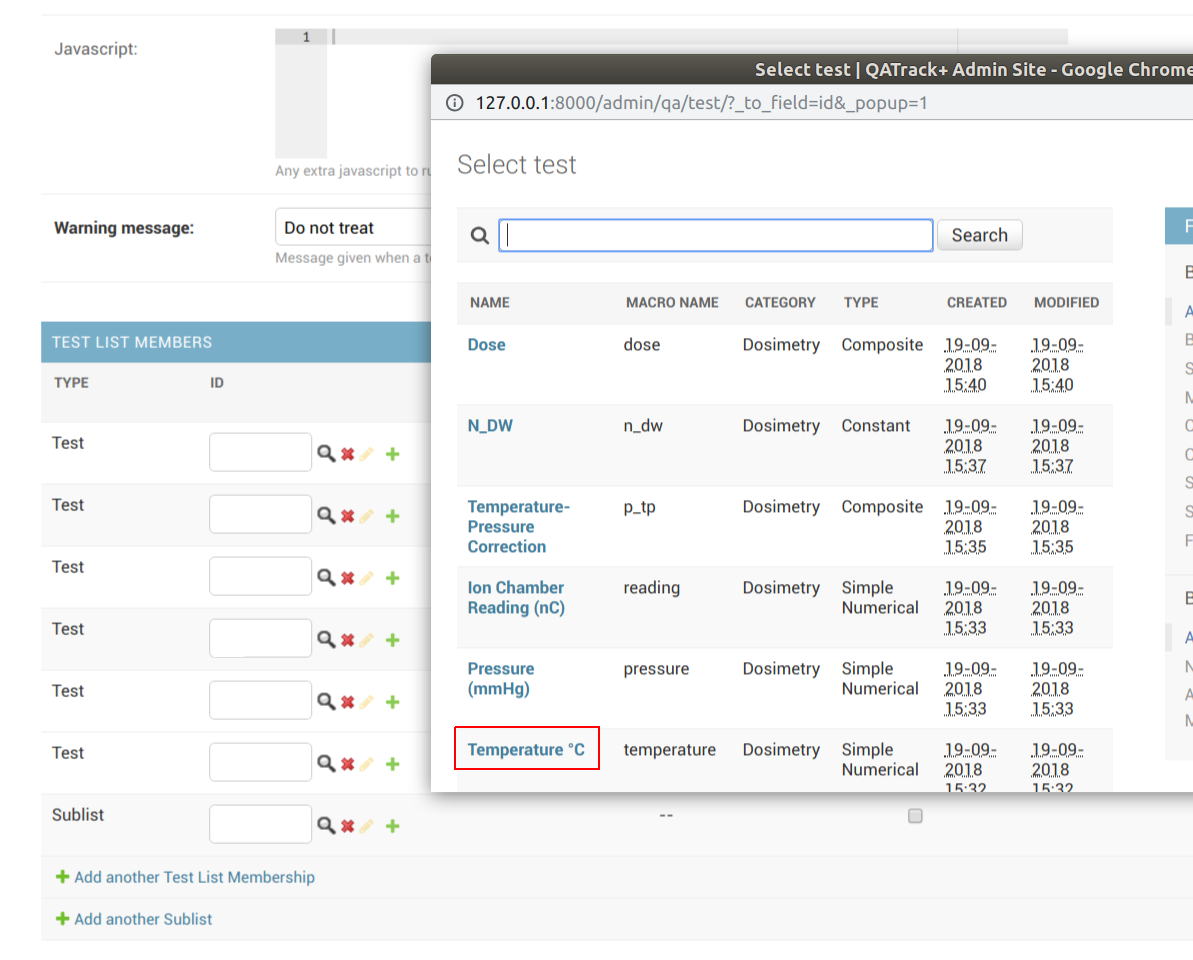 Javascript:
1
Any extra javascript to
Warning message:
Do not treat
Message given when a
TEST LIST MEMBERS
TYPE ID
Test
Test
Test
Test
Test
Test
Sublist
--
Add another Test List Membership
Add another Sublist
Select test | QATrack+ Admin Site - Google Chrome
127.0.0.1:8000/admin/qa/test/?_to_field=id&_popup=1
Select test
Search
NAME MACRO NAME CATEGORY TYPE CREATED MODIFIED
Dose dose Dosimetry Composite 19-09- 19-09-
2018 2018
15:40 15:40
N_DW n_dw Dosimetry Constant 19-09- 19-09-
2018 2018
15:37 15:37
Temperature- p_tp Dosimetry Composite 19-09- 19-09-
Pressure 2018 2018
Correction 15:35 15:35
Ion Chamber reading Dosimetry Simple 19-09- 19-09-
Reading (nC) Numerical 2018 2018
15:33 15:33
Pressure pressure Dosimetry Simple 19-09- 19-09-
(mmHg) Numerical 2018 2018
15:33 15:33
Temperature °C temperature Dosimetry Simple 19-09- 19-09-
Numerical 2018 2018
15:32 15:32